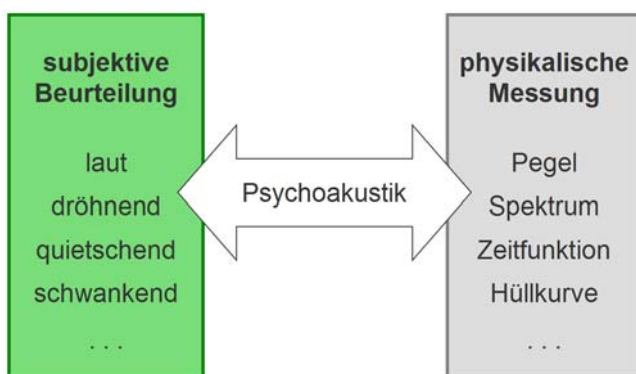 subjektive
Beurteilung
laut
dröhnend
quietschend
schwankend
. . .
Psychoakustik
physikalische
Messung
Pegel
Spektrum
Zeitfunktion
Hüllkurve
. . .